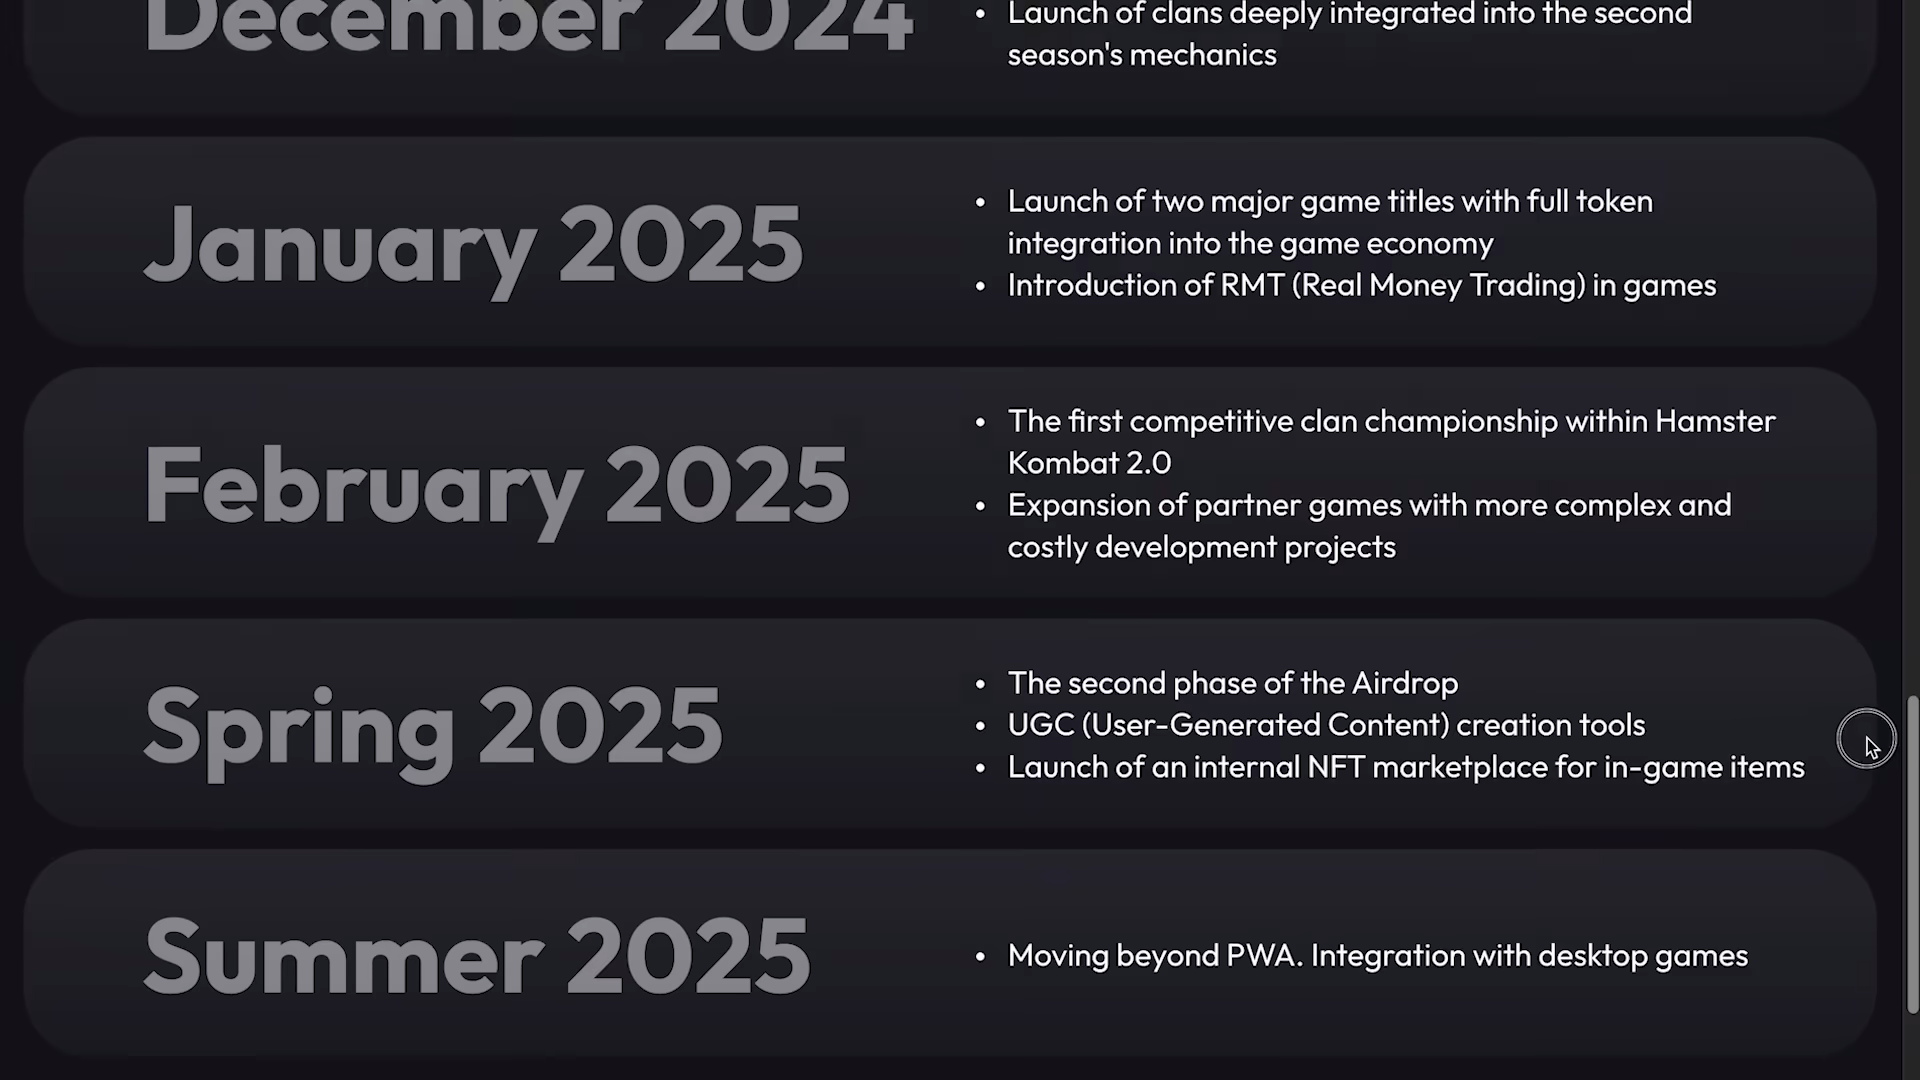 December 2024
• Launch of clans deeply integrated into the second
season's mechanics
January 2025
• Launch of two major game titles with full token
integration into the game economy
• Introduction of RMT (Real Money Trading) in games
February 2025
• The first competitive clan championship within Hamster
Kombat 2.0
• Expansion of partner games with more complex and
costly development projects
Spring 2025
• The second phase of the Airdrop
• UGC (User-Generated Content) creation tools
• Launch of an internal NFT marketplace for in-game items
Summer 2025
• Moving beyond PWA. Integration with desktop games